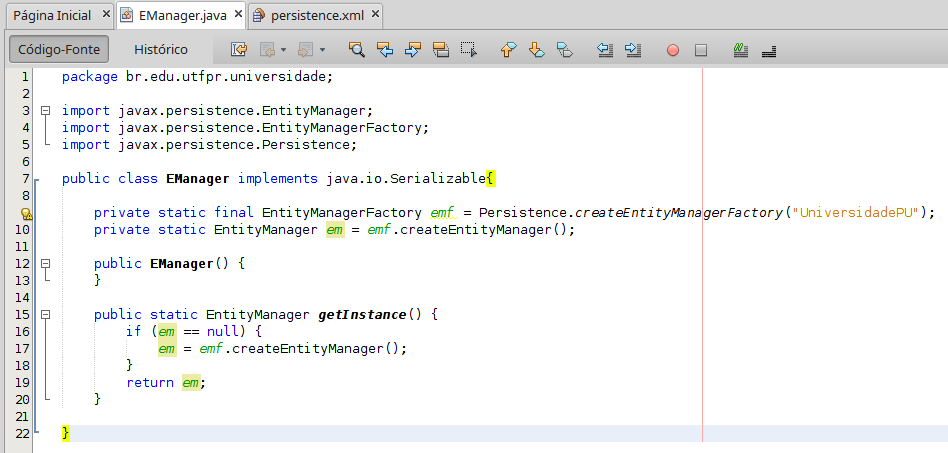 Página Inicial EManager.java persistence.xml
Código-Fonte Histórico
1 package br.edu.utfpr.universidade;
2
3 import javax.persistence.EntityManager;
4 import javax.persistence.EntityManagerFactory;
5 import javax.persistence.Persistence;
6
7 public class EManager implements java.io.Serializable{
8
private static final EntityManagerFactory emf = Persistence.createEntityManagerFactory("UniversidadePU");
10 private static EntityManager em = emf.createEntityManager();
11
12 public EManager() {
13 }
14
15 public static EntityManager getInstance() {
16 if (em == null) {
17 em = emf.createEntityManager();
18 }
19 return em;
20 }
21
22 }